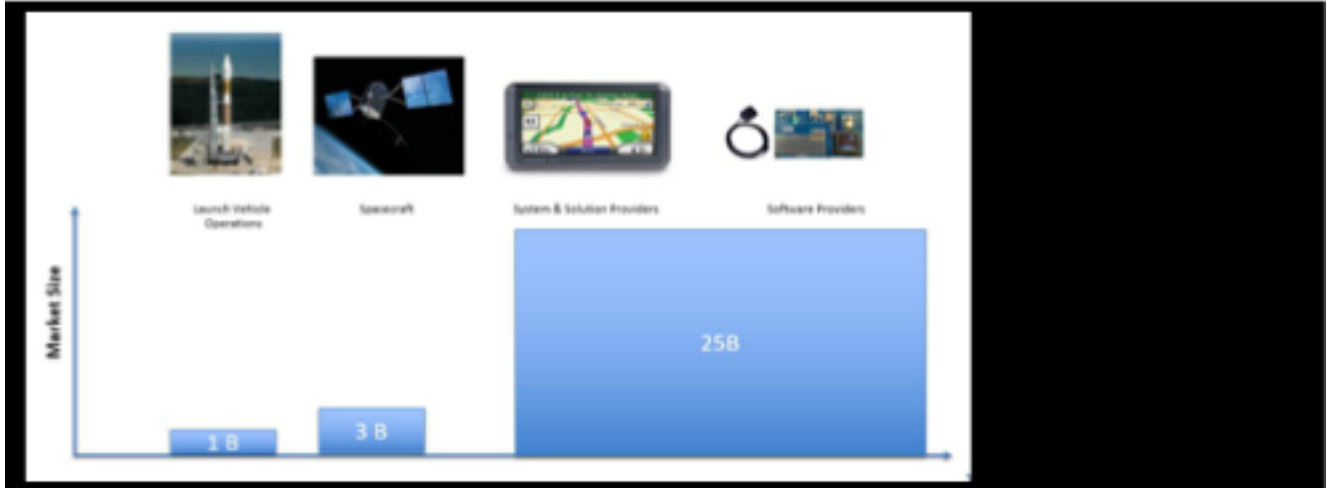 Launch Vehicle
Operations
Spacecraft
System & Solution Providers
Software Providers
Market Size
1 B
3 B
25B